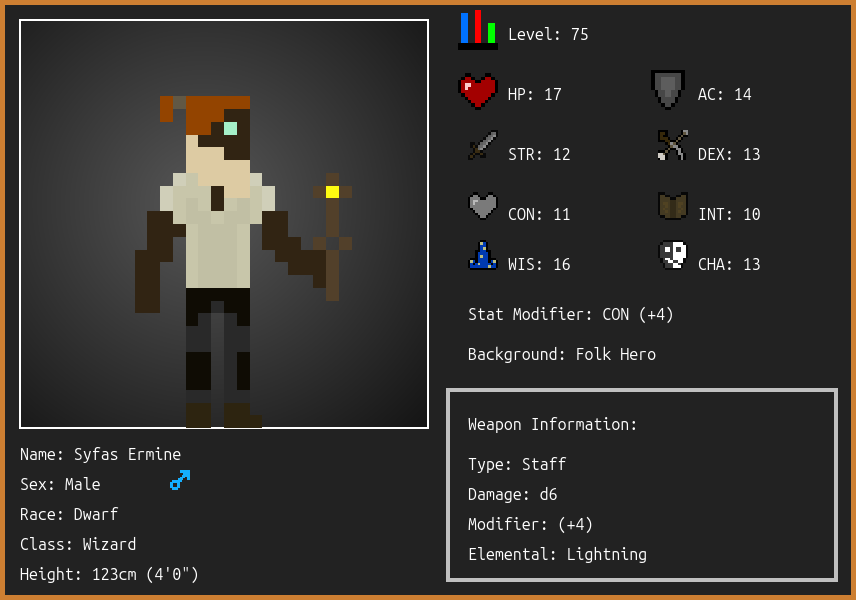 Level: 75
HP: 17
AC: 14
STR: 12
DEX: 13
CON: 11
INT: 10
WIS: 16
CHA: 13
Stat Modifier: CON (+4)
Background: Folk Hero
Weapon Information:
Type: Staff
Damage: d6
Modifier: (+4)
Elemental: Lightning
Name: Syfas Ermine
Sex: Male
Race: Dwarf
Class: Wizard
Height: 123cm (4'0")